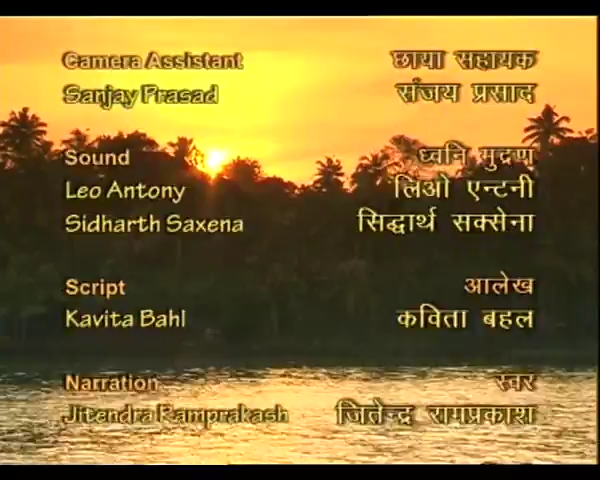 Camera Assistant छाया सहायक
Sanjay Prasad संजय प्रसाद
Sound ध्वनि मुद्रण
Leo Antony लिओ एन्टनी
Sidharth Saxena सिद्धार्थ सक्सेना
Script आलेख
Kavita Bahl कविता बहल
Narration स्वर
Jitendra Ramprakash जितेन्द्र रामप्रकाश